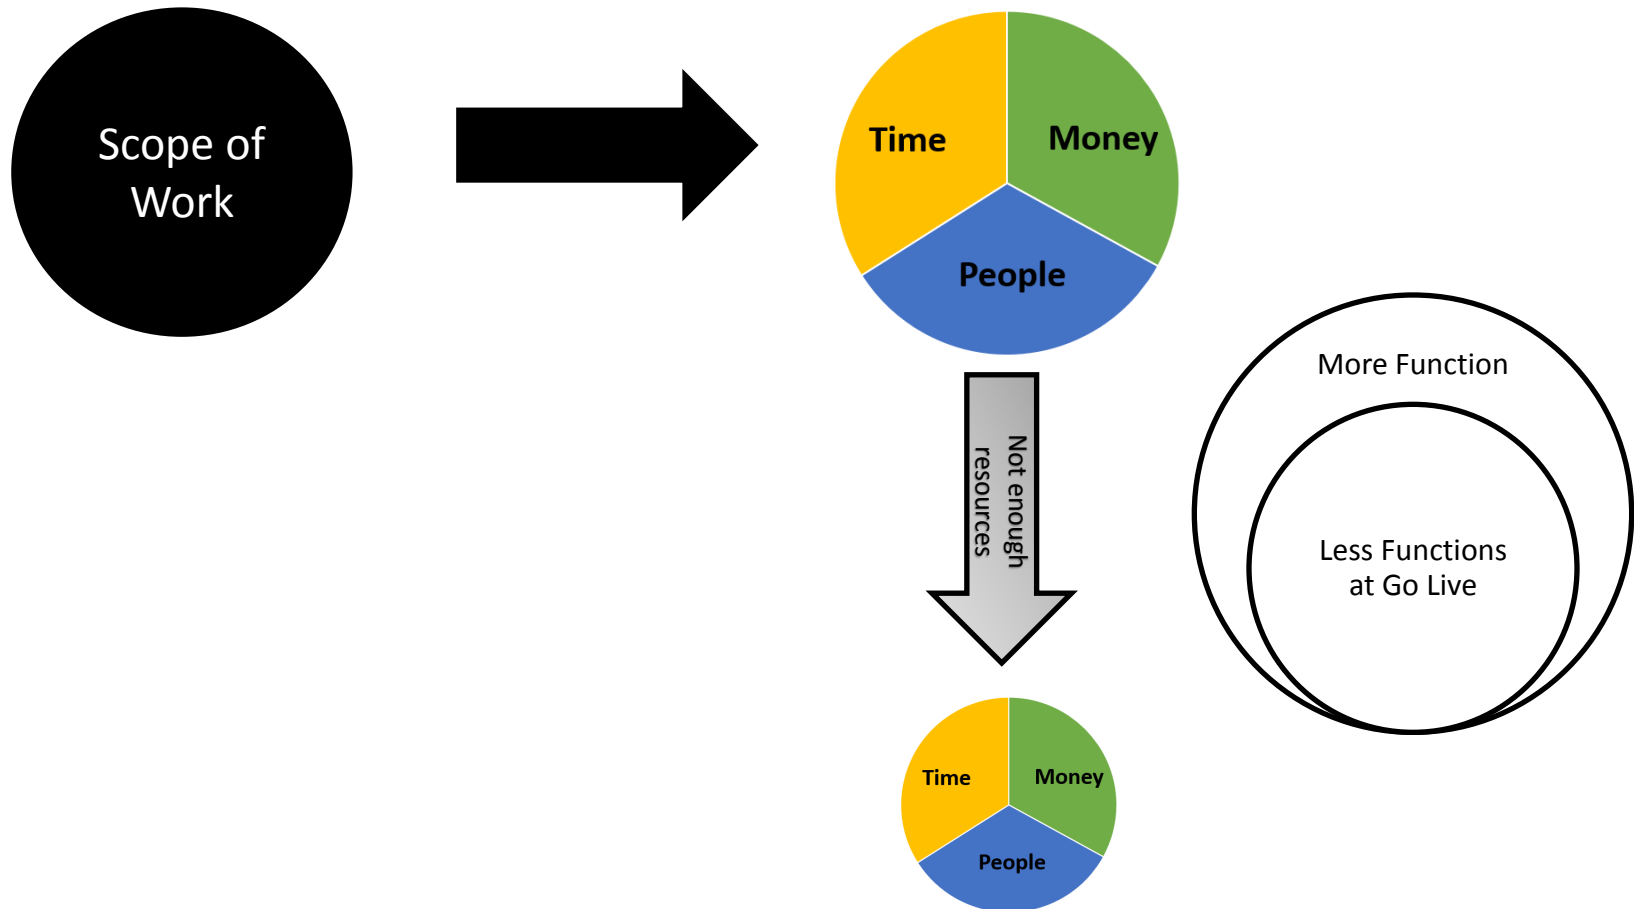 Scope of
Work
Time
Money
People
Not enough
resources
More Function
Less Functions
at Go Live
Time
Money
People